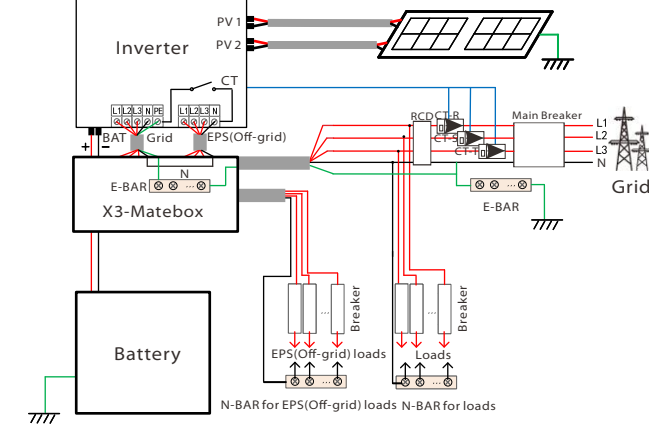 PV 1
Inverter
PV 2
CT
L1 L2 L3 N PE
L1 L2 L3 N
BAT
Grid
EPS(Off-grid)
RCD
CT-R
CT-S
CT-T
Main Breaker
L1
L2
L3
N
Grid
+
−
N
E-BAR
X3-Matebox
E-BAR
Breaker
Breaker
...
...
Battery
EPS(Off-grid) loads
Loads
N-BAR for EPS(Off-grid) loads
N-BAR for loads